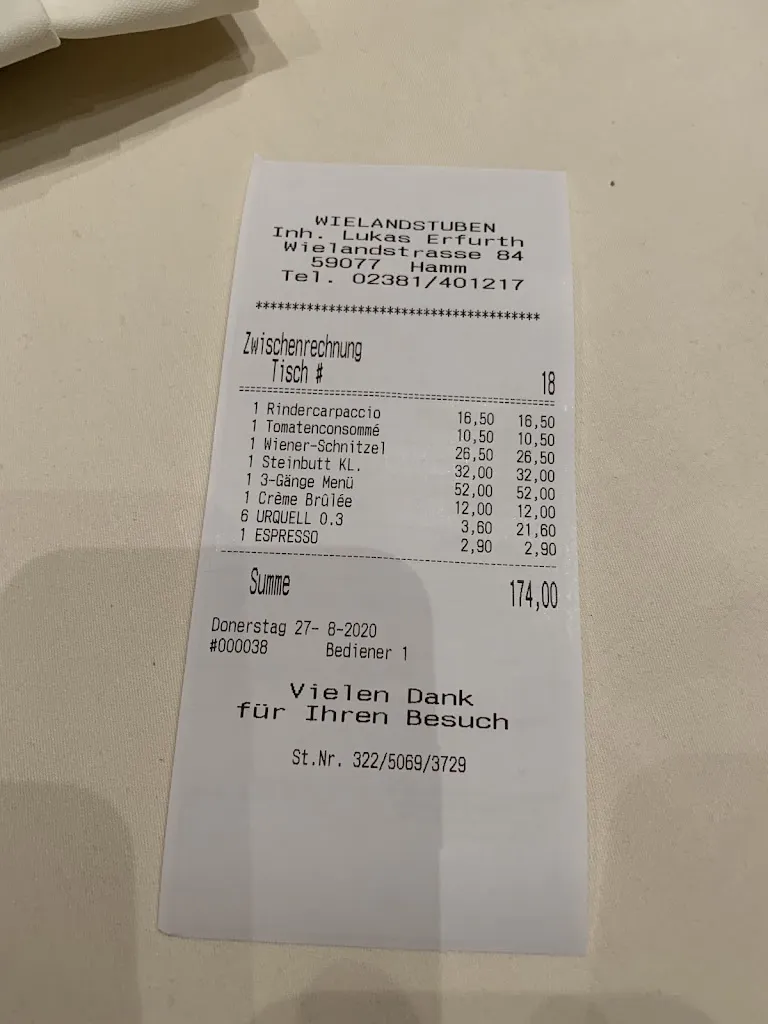 WIELANDSTUBEN
Inh. Lukas Erfurth
Wielandstrasse 84
59077 Hamm
Tel. 02381/401217
***************************************
Zwischenrechnung
Tisch # 18
1 Rindercarpaccio 16,50 16,50
1 Tomatenconsommé 10,50 10,50
1 Wiener-Schnitzel 26,50 26,50
1 Steinbutt KL. 32,00 32,00
1 3-Gänge Menü 52,00 52,00
1 Crème Brûlée 12,00 12,00
6 URQUELL 0.3 3,60 21,60
1 ESPRESSO 2,90 2,90
Summe 174,00
Donerstag 27- 8-2020
#000038 Bediener 1
Vielen Dank
für Ihren Besuch
St.Nr. 322/5069/3729